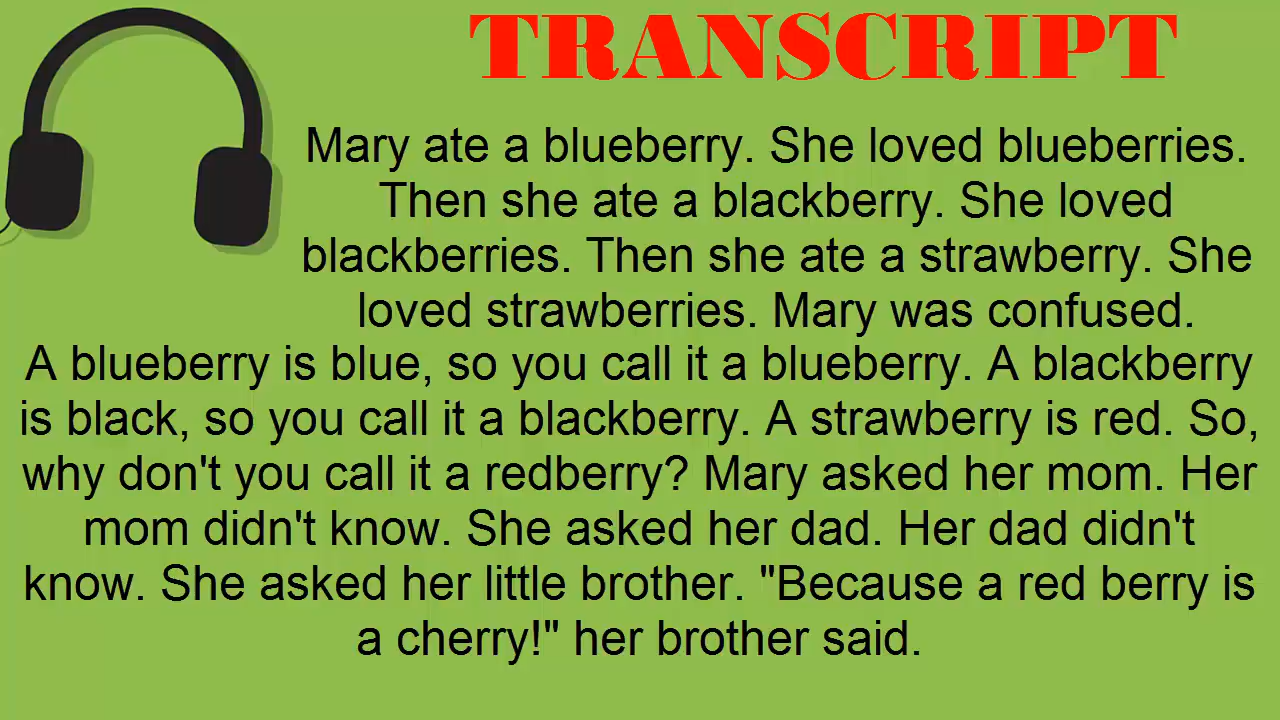 TRANSCRIPT
Mary ate a blueberry. She loved blueberries.
Then she ate a blackberry. She loved
blackberries. Then she ate a strawberry. She
loved strawberries. Mary was confused.
A blueberry is blue, so you call it a blueberry. A blackberry
is black, so you call it a blackberry. A strawberry is red. So,
why don't you call it a redberry? Mary asked her mom. Her
mom didn't know. She asked her dad. Her dad didn't
know. She asked her little brother. "Because a red berry is
a cherry!" her brother said.